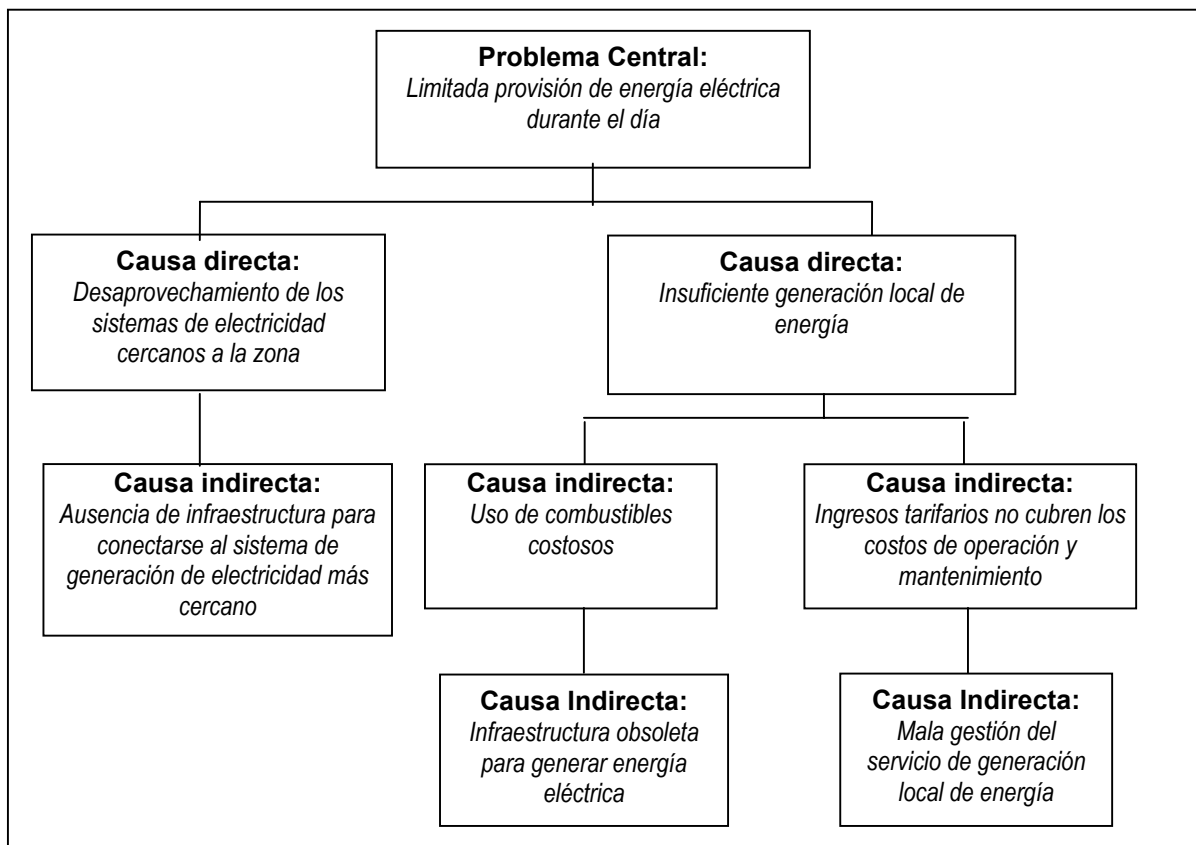 Problema Central:
Limitada provisión de energía eléctrica
durante el día
Causa directa:
Desaprovechamiento de los
sistemas de electricidad
cercanos a la zona
Causa directa:
Insuficiente generación local de
energía
Causa indirecta:
Ausencia de infraestructura para
conectarse al sistema de
generación de electricidad más
cercano
Causa indirecta:
Uso de combustibles
costosos
Causa indirecta:
Ingresos tarifarios no cubren los
costos de operación y
mantenimiento
Causa Indirecta:
Infraestructura obsoleta
para generar energía
eléctrica
Causa Indirecta:
Mala gestión del
servicio de generación
local de energía